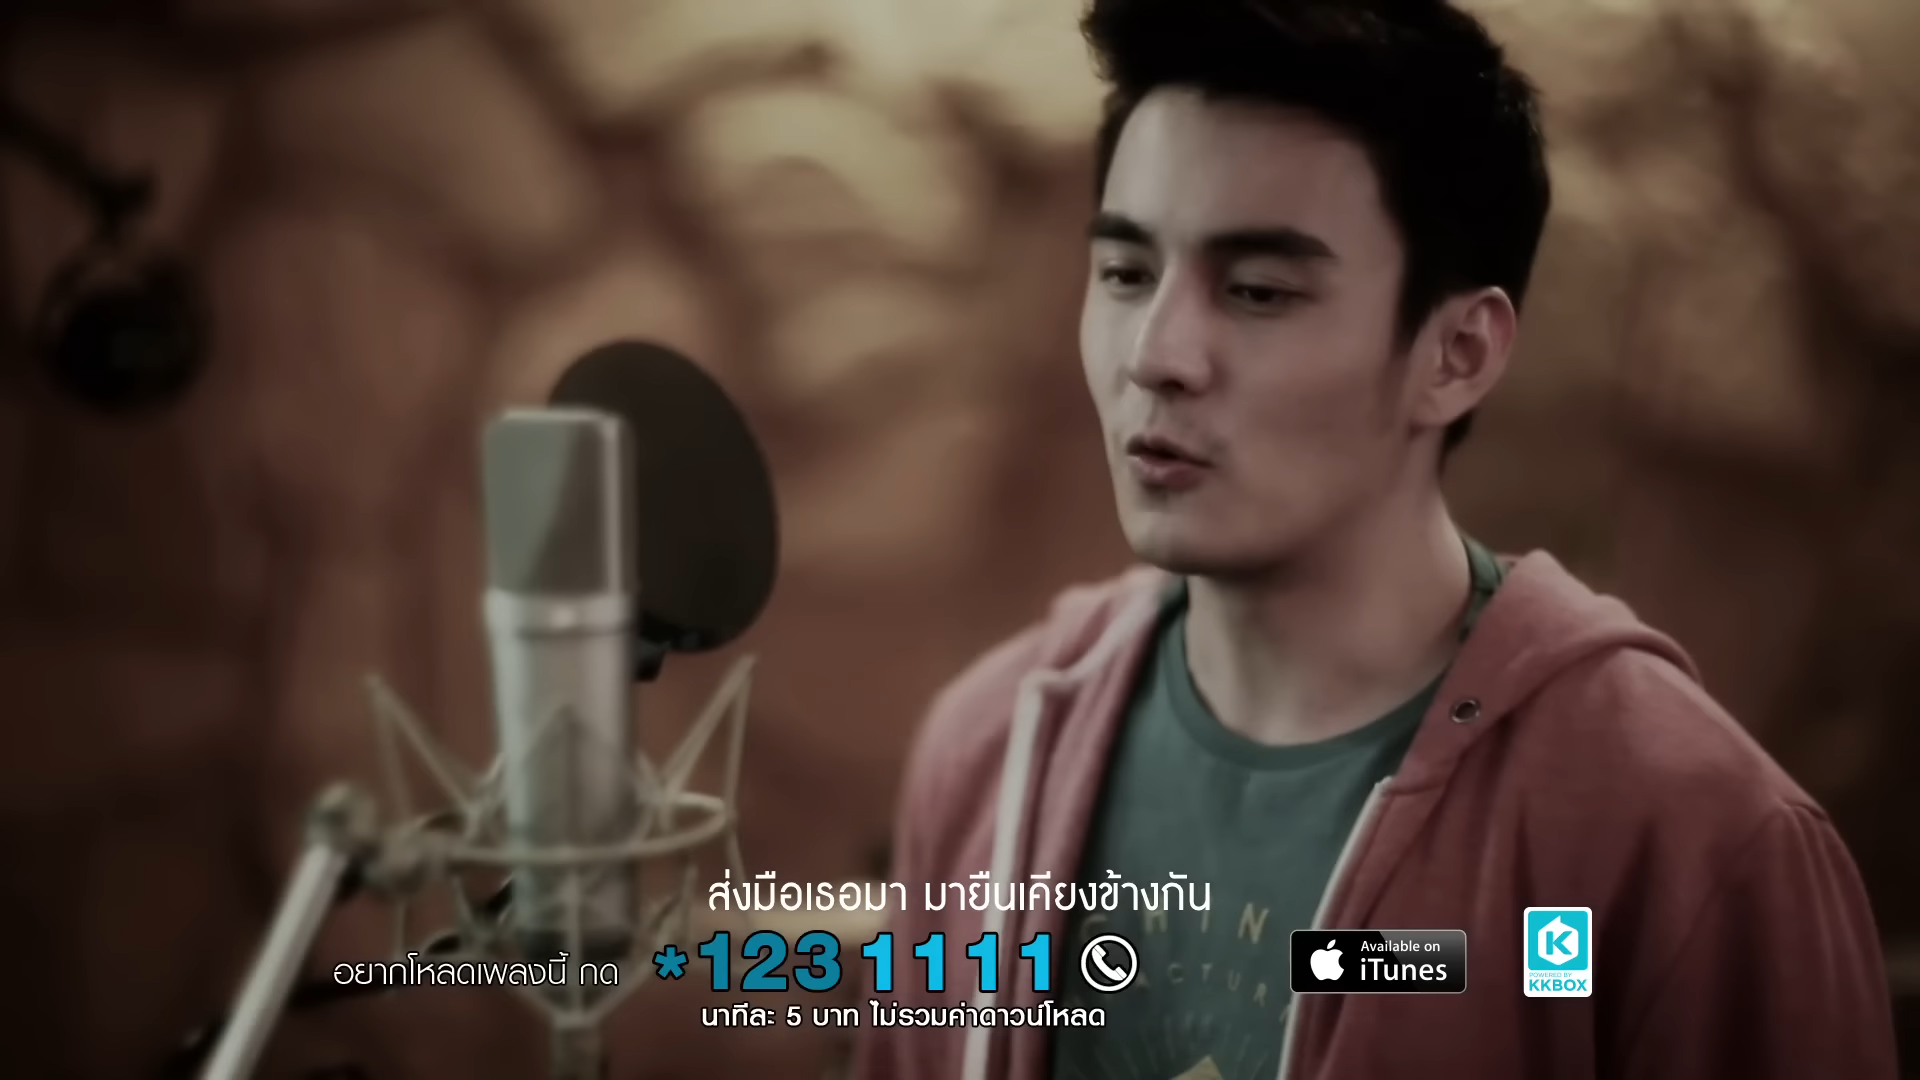 ส่งมือเธอมา มายืนเคียงข้างกัน
อยากโหลดเพลงนี้ กด *123 1111
นาทีละ 5 บาท ไม่รวมค่าดาวน์โหลด
Available on
iTunes
POWERED BY
KKBOX